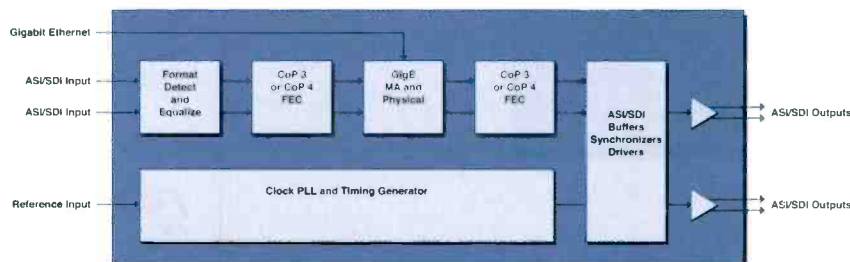 Gigabit Ethernet
ASI/SDI Input
ASI/SDI Input
Format
Detect
and
Equalize
CoP 3
or CoP 4
FEC
GigE
MA and
Physical
CoP 3
or CoP 4
FEC
ASI/SDI
Buffers
Synchronizers
Drivers
ASI/SDI Outputs
Reference Input
Clock PLL and Timing Generator
ASI/SDI Outputs